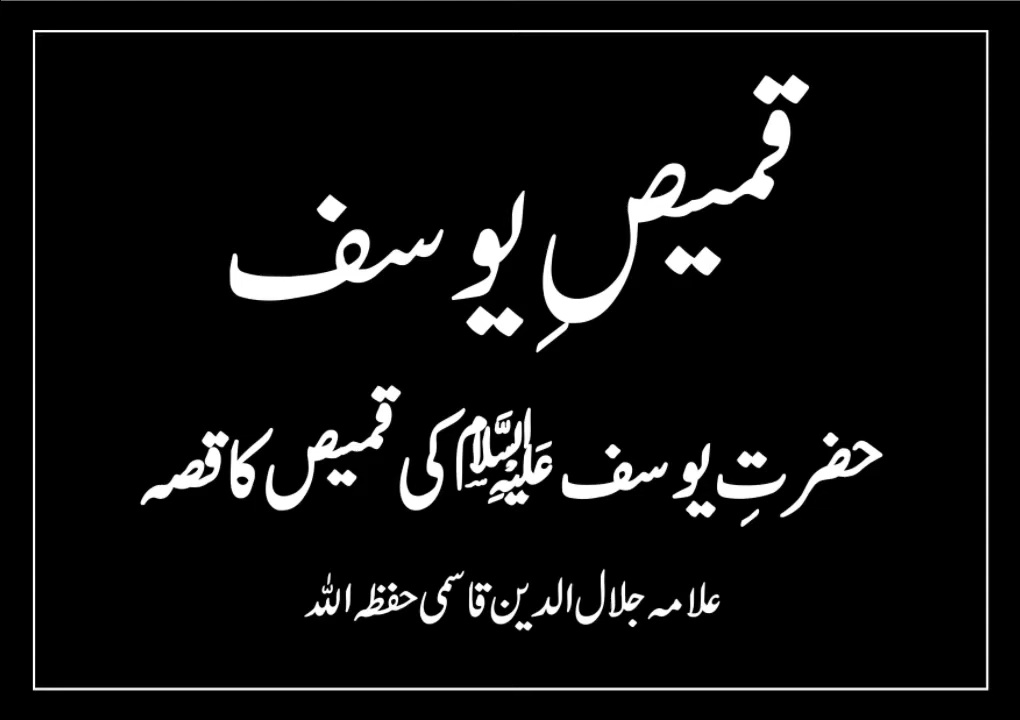 قمیصِ یوسف
حضرتِ یوسف علیہ السلام کی قمیص کا قصہ
علامہ جلال الدین قاسمی حفظہ اللہ